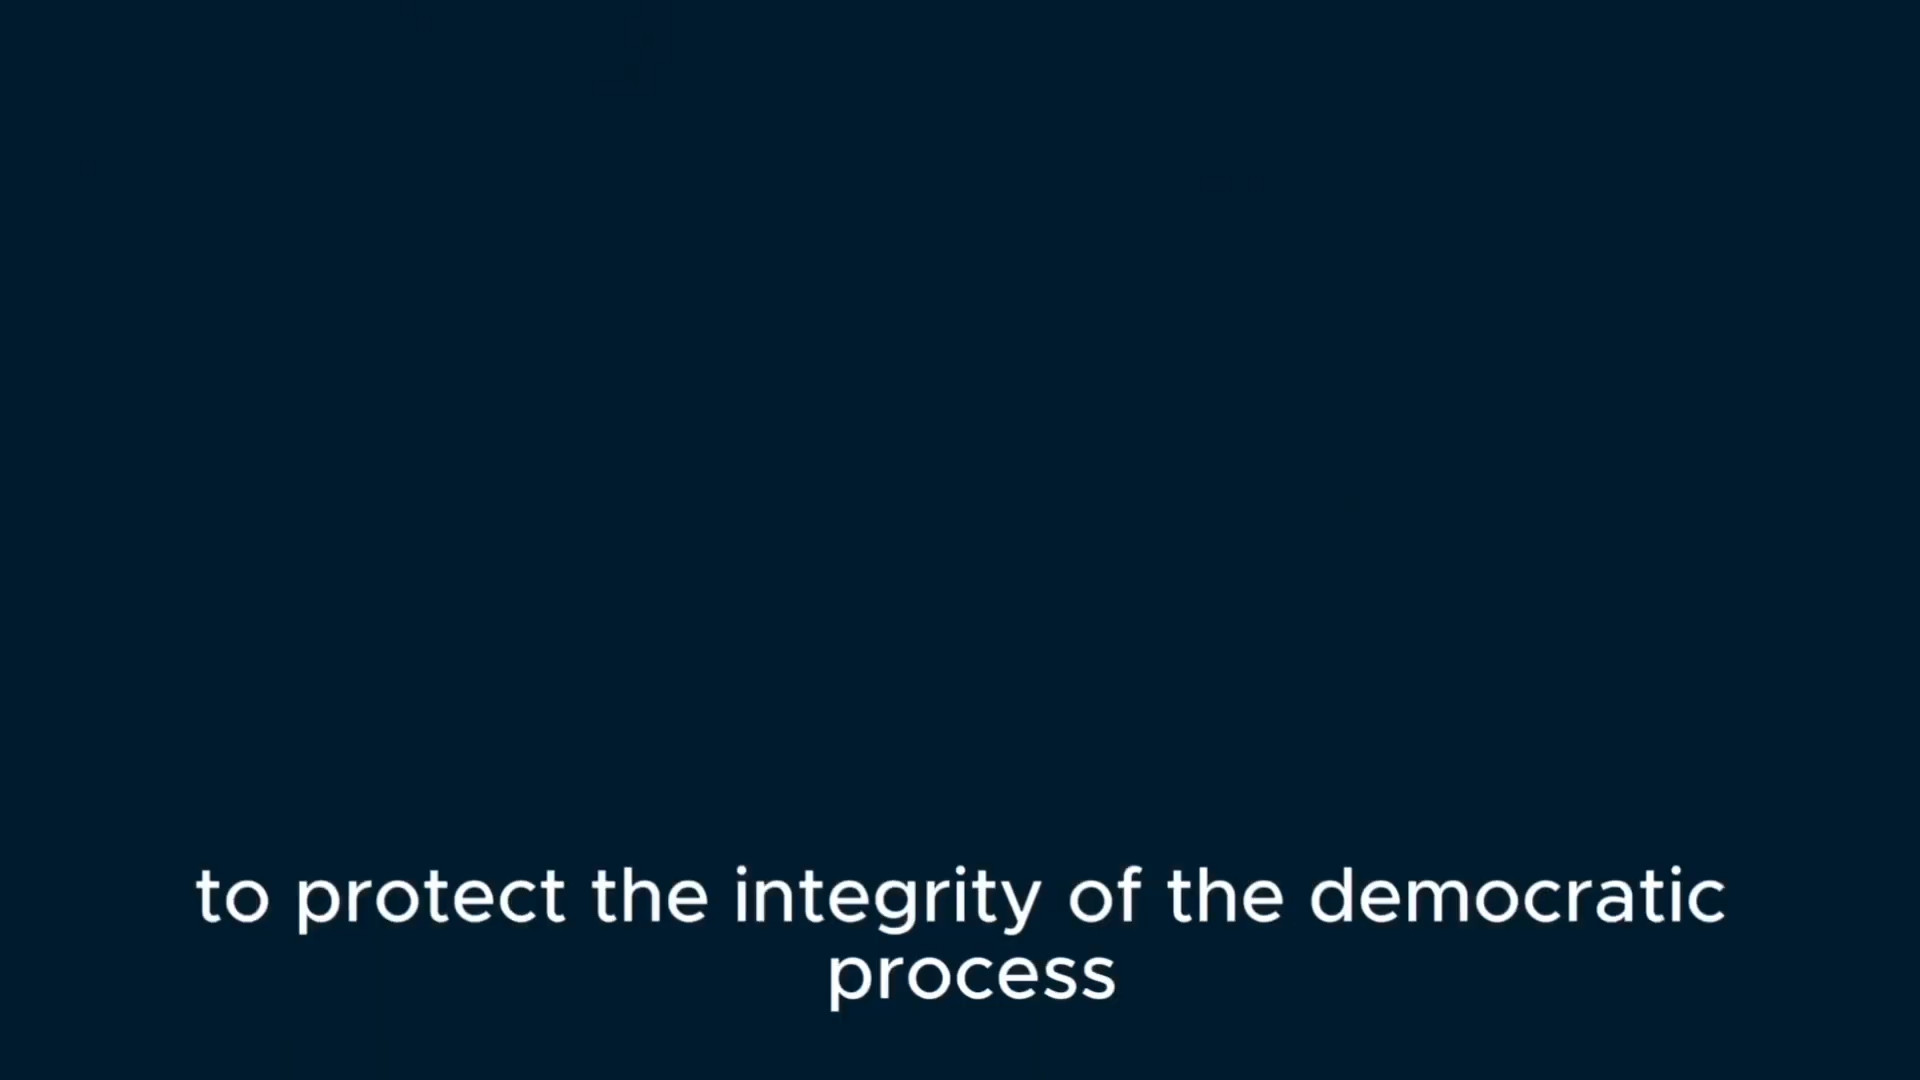 to protect the integrity of the democratic
process